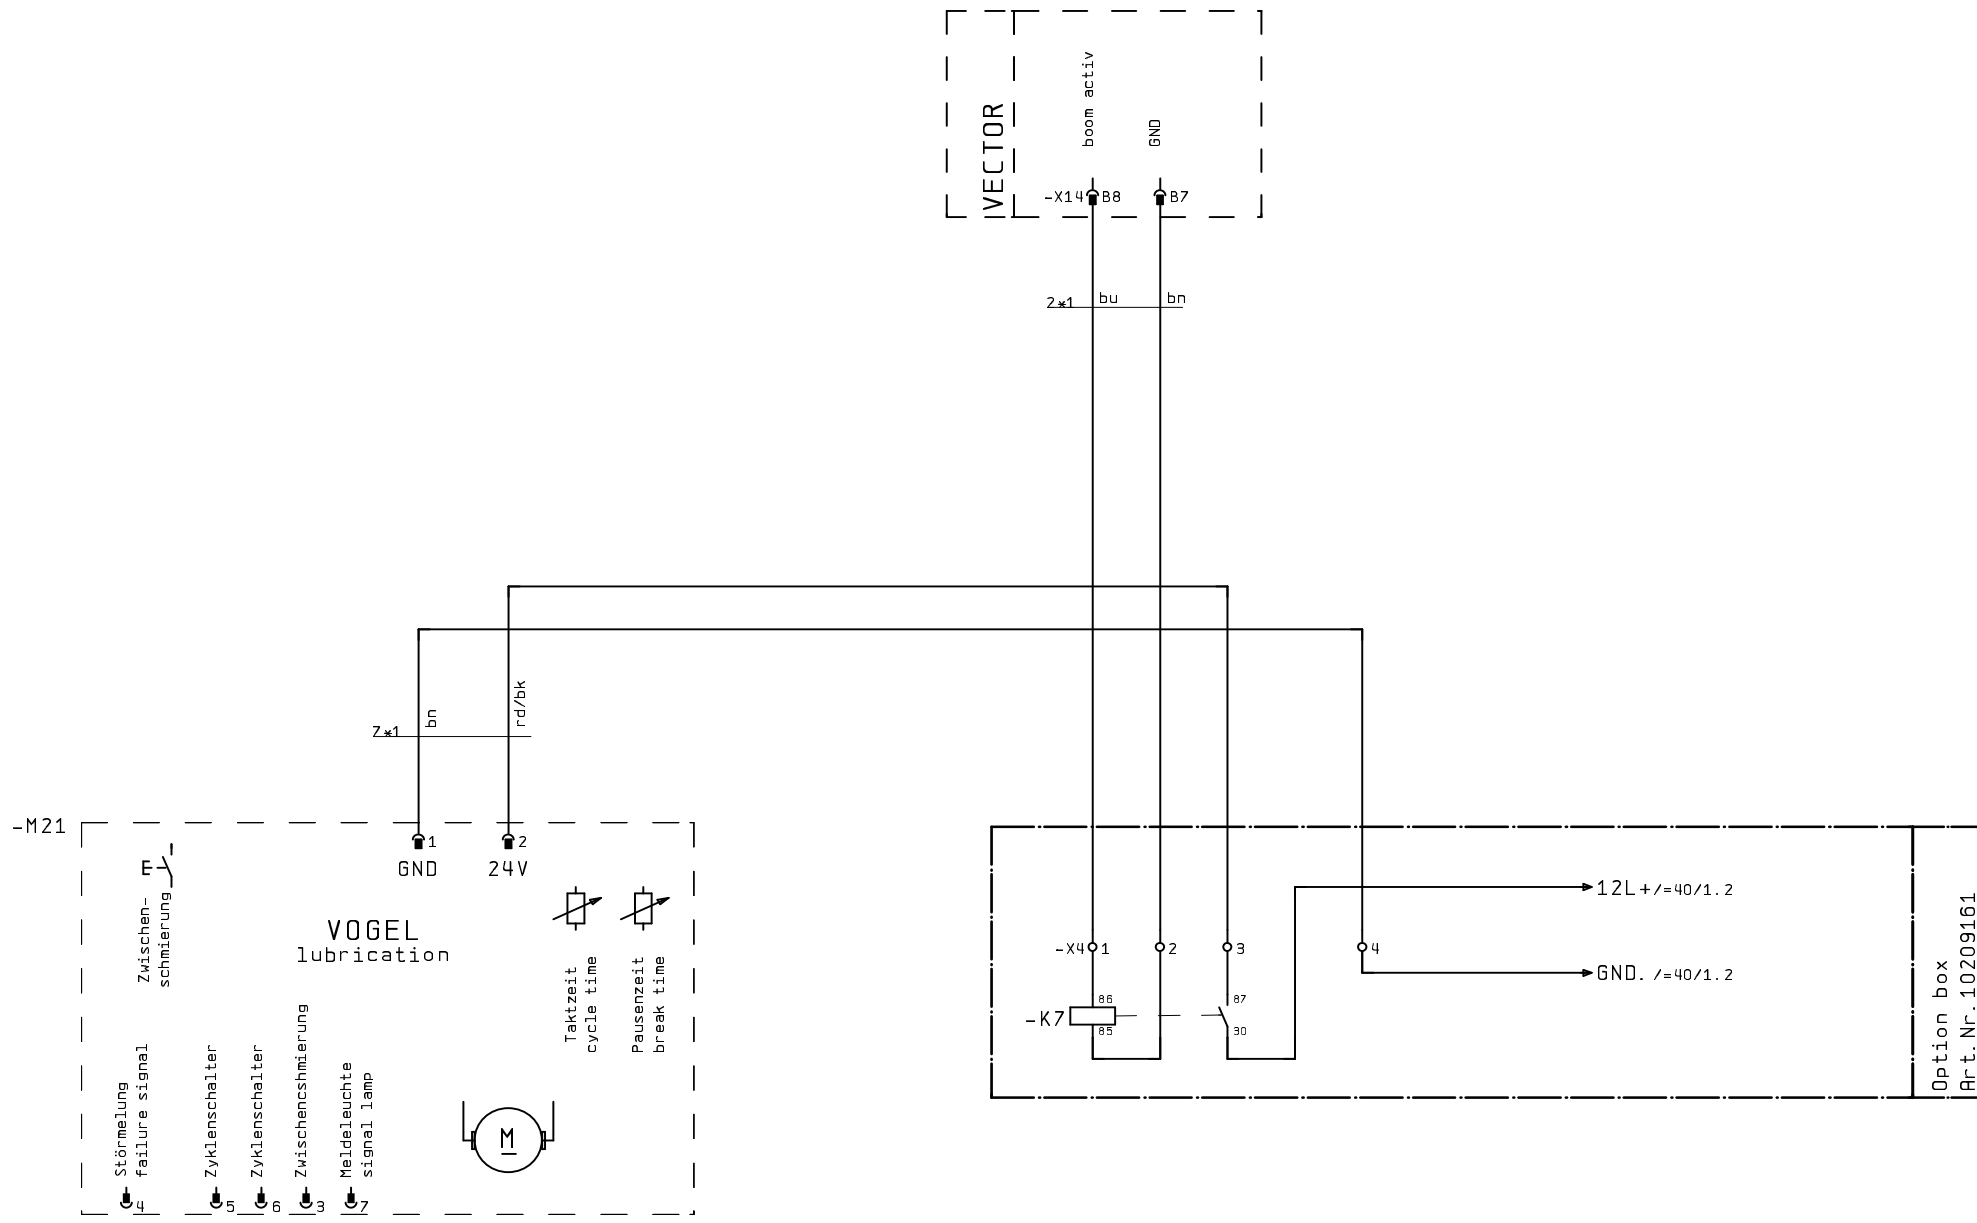 VECTOR
boom activ
GND
-X14
B8
B7
2*1
bu
bn
2*1
bn
rd/bk
-M21
1
GND
2
24V
Zwischen-
schmierung
VOGEL
lubrication
Taktzeit
cycle time
Pausenzeit
break time
Störmelung
failure signal
Zyklenschalter
Zyklenschalter
Zwischencshmierung
Meldeleuchte
signal lamp
M
4
5
6
3
7
-X4
1
2
3
4
12L+/=40/1.2
GND. /=40/1.2
-K7
86
85
87
30
Option box
Art.Nr.10209161